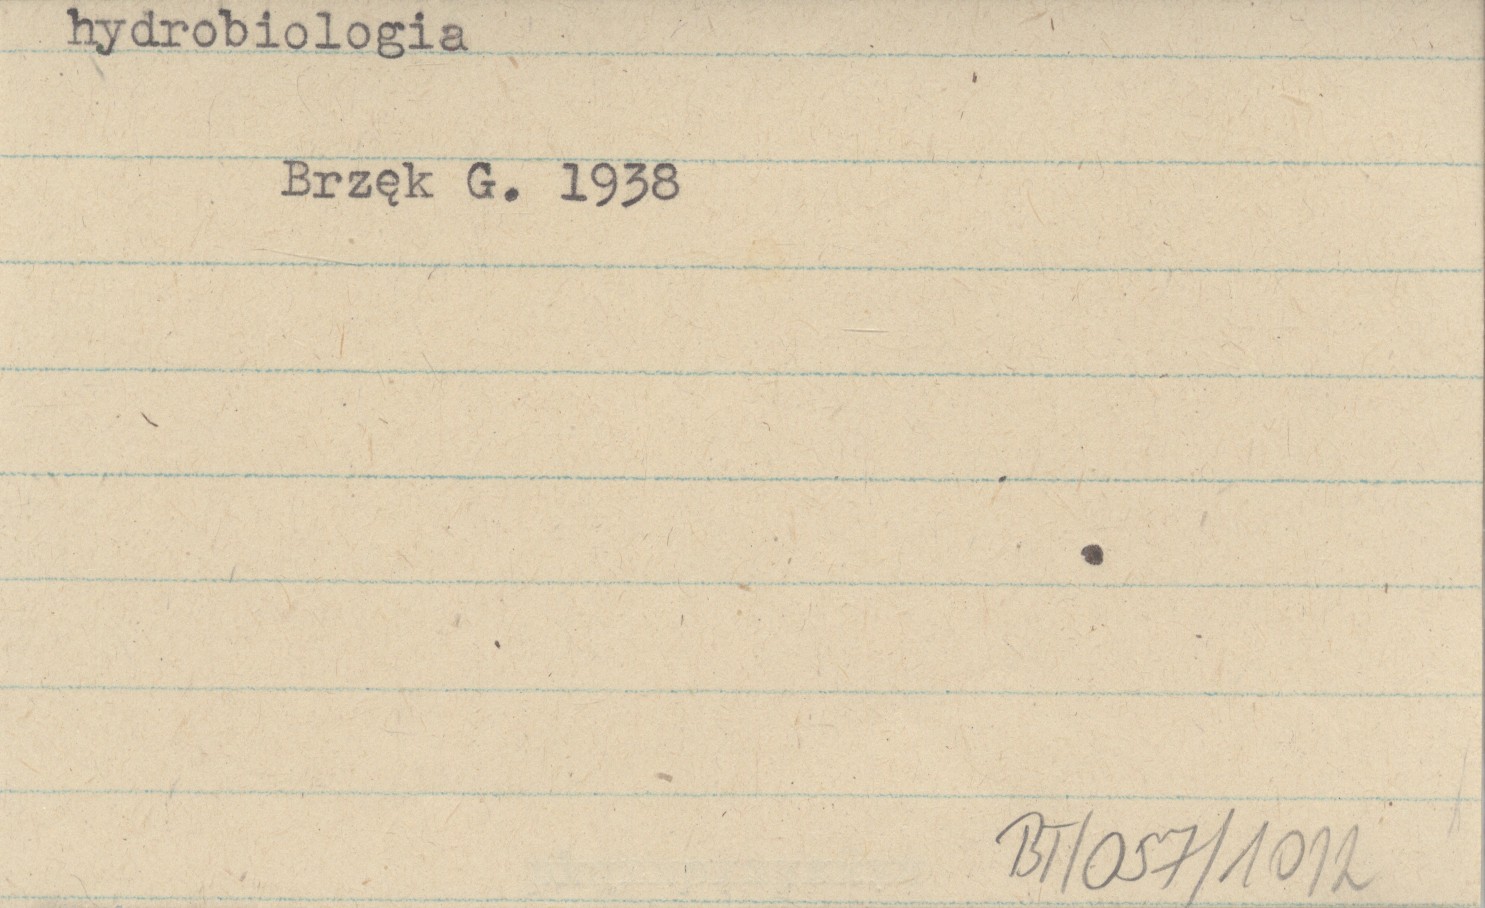 hydrobiologia
Brzęk G. 1938
BT/057/1012